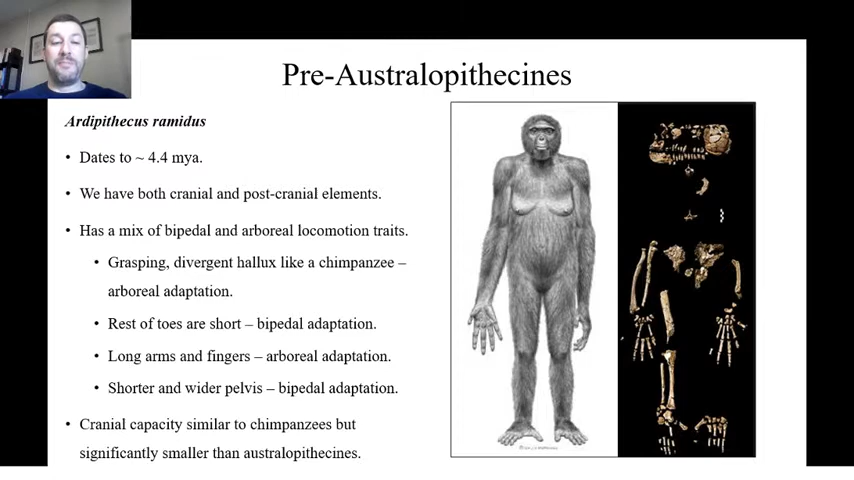 Pre-Australopithecines
Ardipithecus ramidus
• Dates to ~ 4.4 mya.
• We have both cranial and post-cranial elements.
• Has a mix of bipedal and arboreal locomotion traits.
• Grasping, divergent hallux like a chimpanzee –
arboreal adaptation.
• Rest of toes are short – bipedal adaptation.
• Long arms and fingers – arboreal adaptation.
• Shorter and wider pelvis – bipedal adaptation.
• Cranial capacity similar to chimpanzees but
significantly smaller than australopithecines.